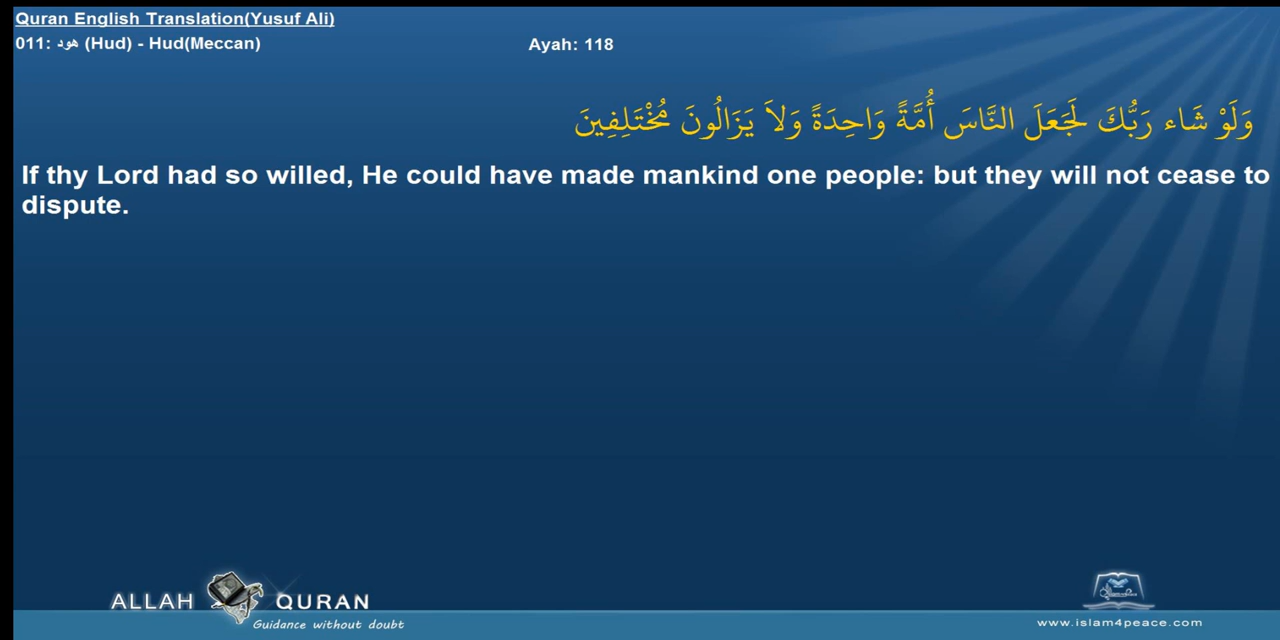 Quran English Translation(Yusuf Ali)
011: هود (Hud) - Hud(Meccan)
Ayah: 118
وَلَوْ شَاء رَبُّكَ لَجَعَلَ النَّاسَ أُمَّةً وَاحِدَةً وَلاَ يَزَالُونَ مُخْتَلِفِينَ
If thy Lord had so willed, He could have made mankind one people: but they will not cease to
dispute.
ALLAH QURAN
Guidance without doubt
www.islam4peace.com